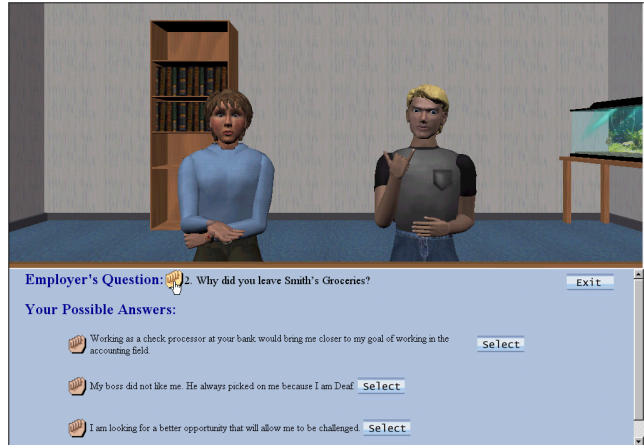 Employer's Question: 2. Why did you leave Smith's Groceries?
Exit
Your Possible Answers:
Working as a check processor at your bank would bring me closer to my goal of working in the
accounting field.
Select
My boss did not like me. He always picked on me because I am Deaf Select
I am looking for a better opportunity that will allow me to be challenged. Select